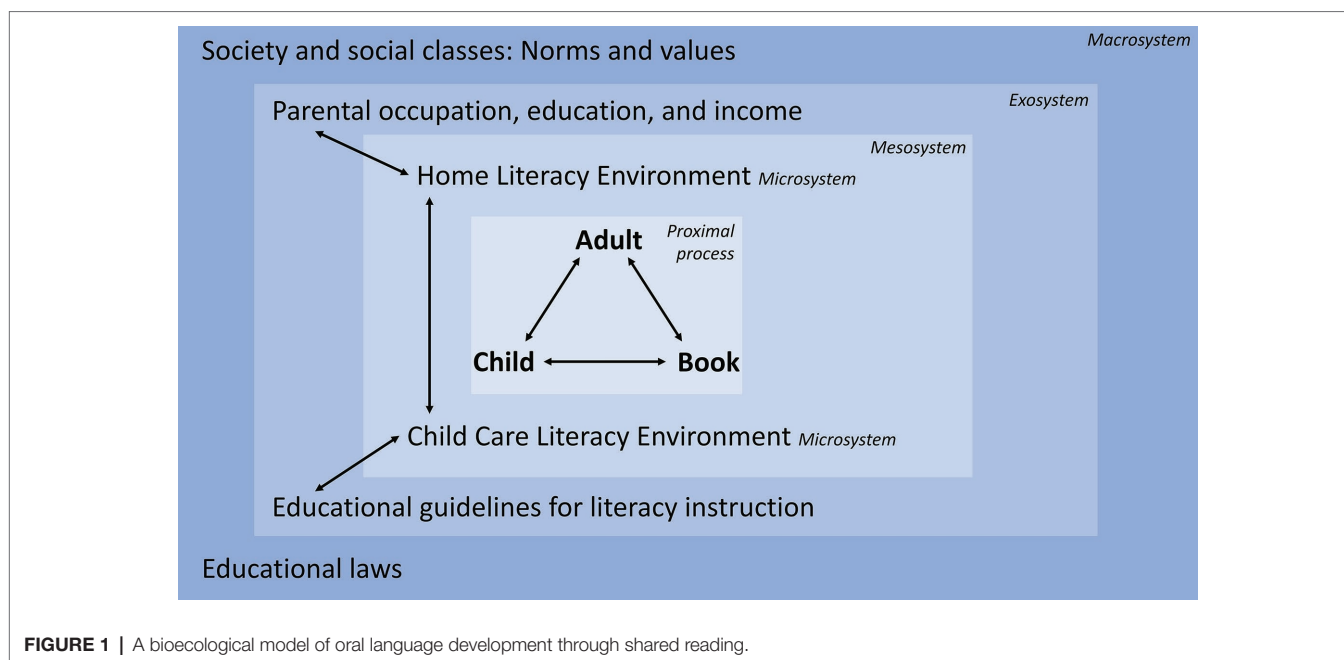 Society and social classes: Norms and values
Macrosystem
Parental occupation, education, and income
Exosystem
Mesosystem
Home Literacy Environment Microsystem
Adult
Proximal
process
Child
Book
Child Care Literacy Environment Microsystem
Educational guidelines for literacy instruction
Educational laws
FIGURE 1 | A bioecological model of oral language development through shared reading.